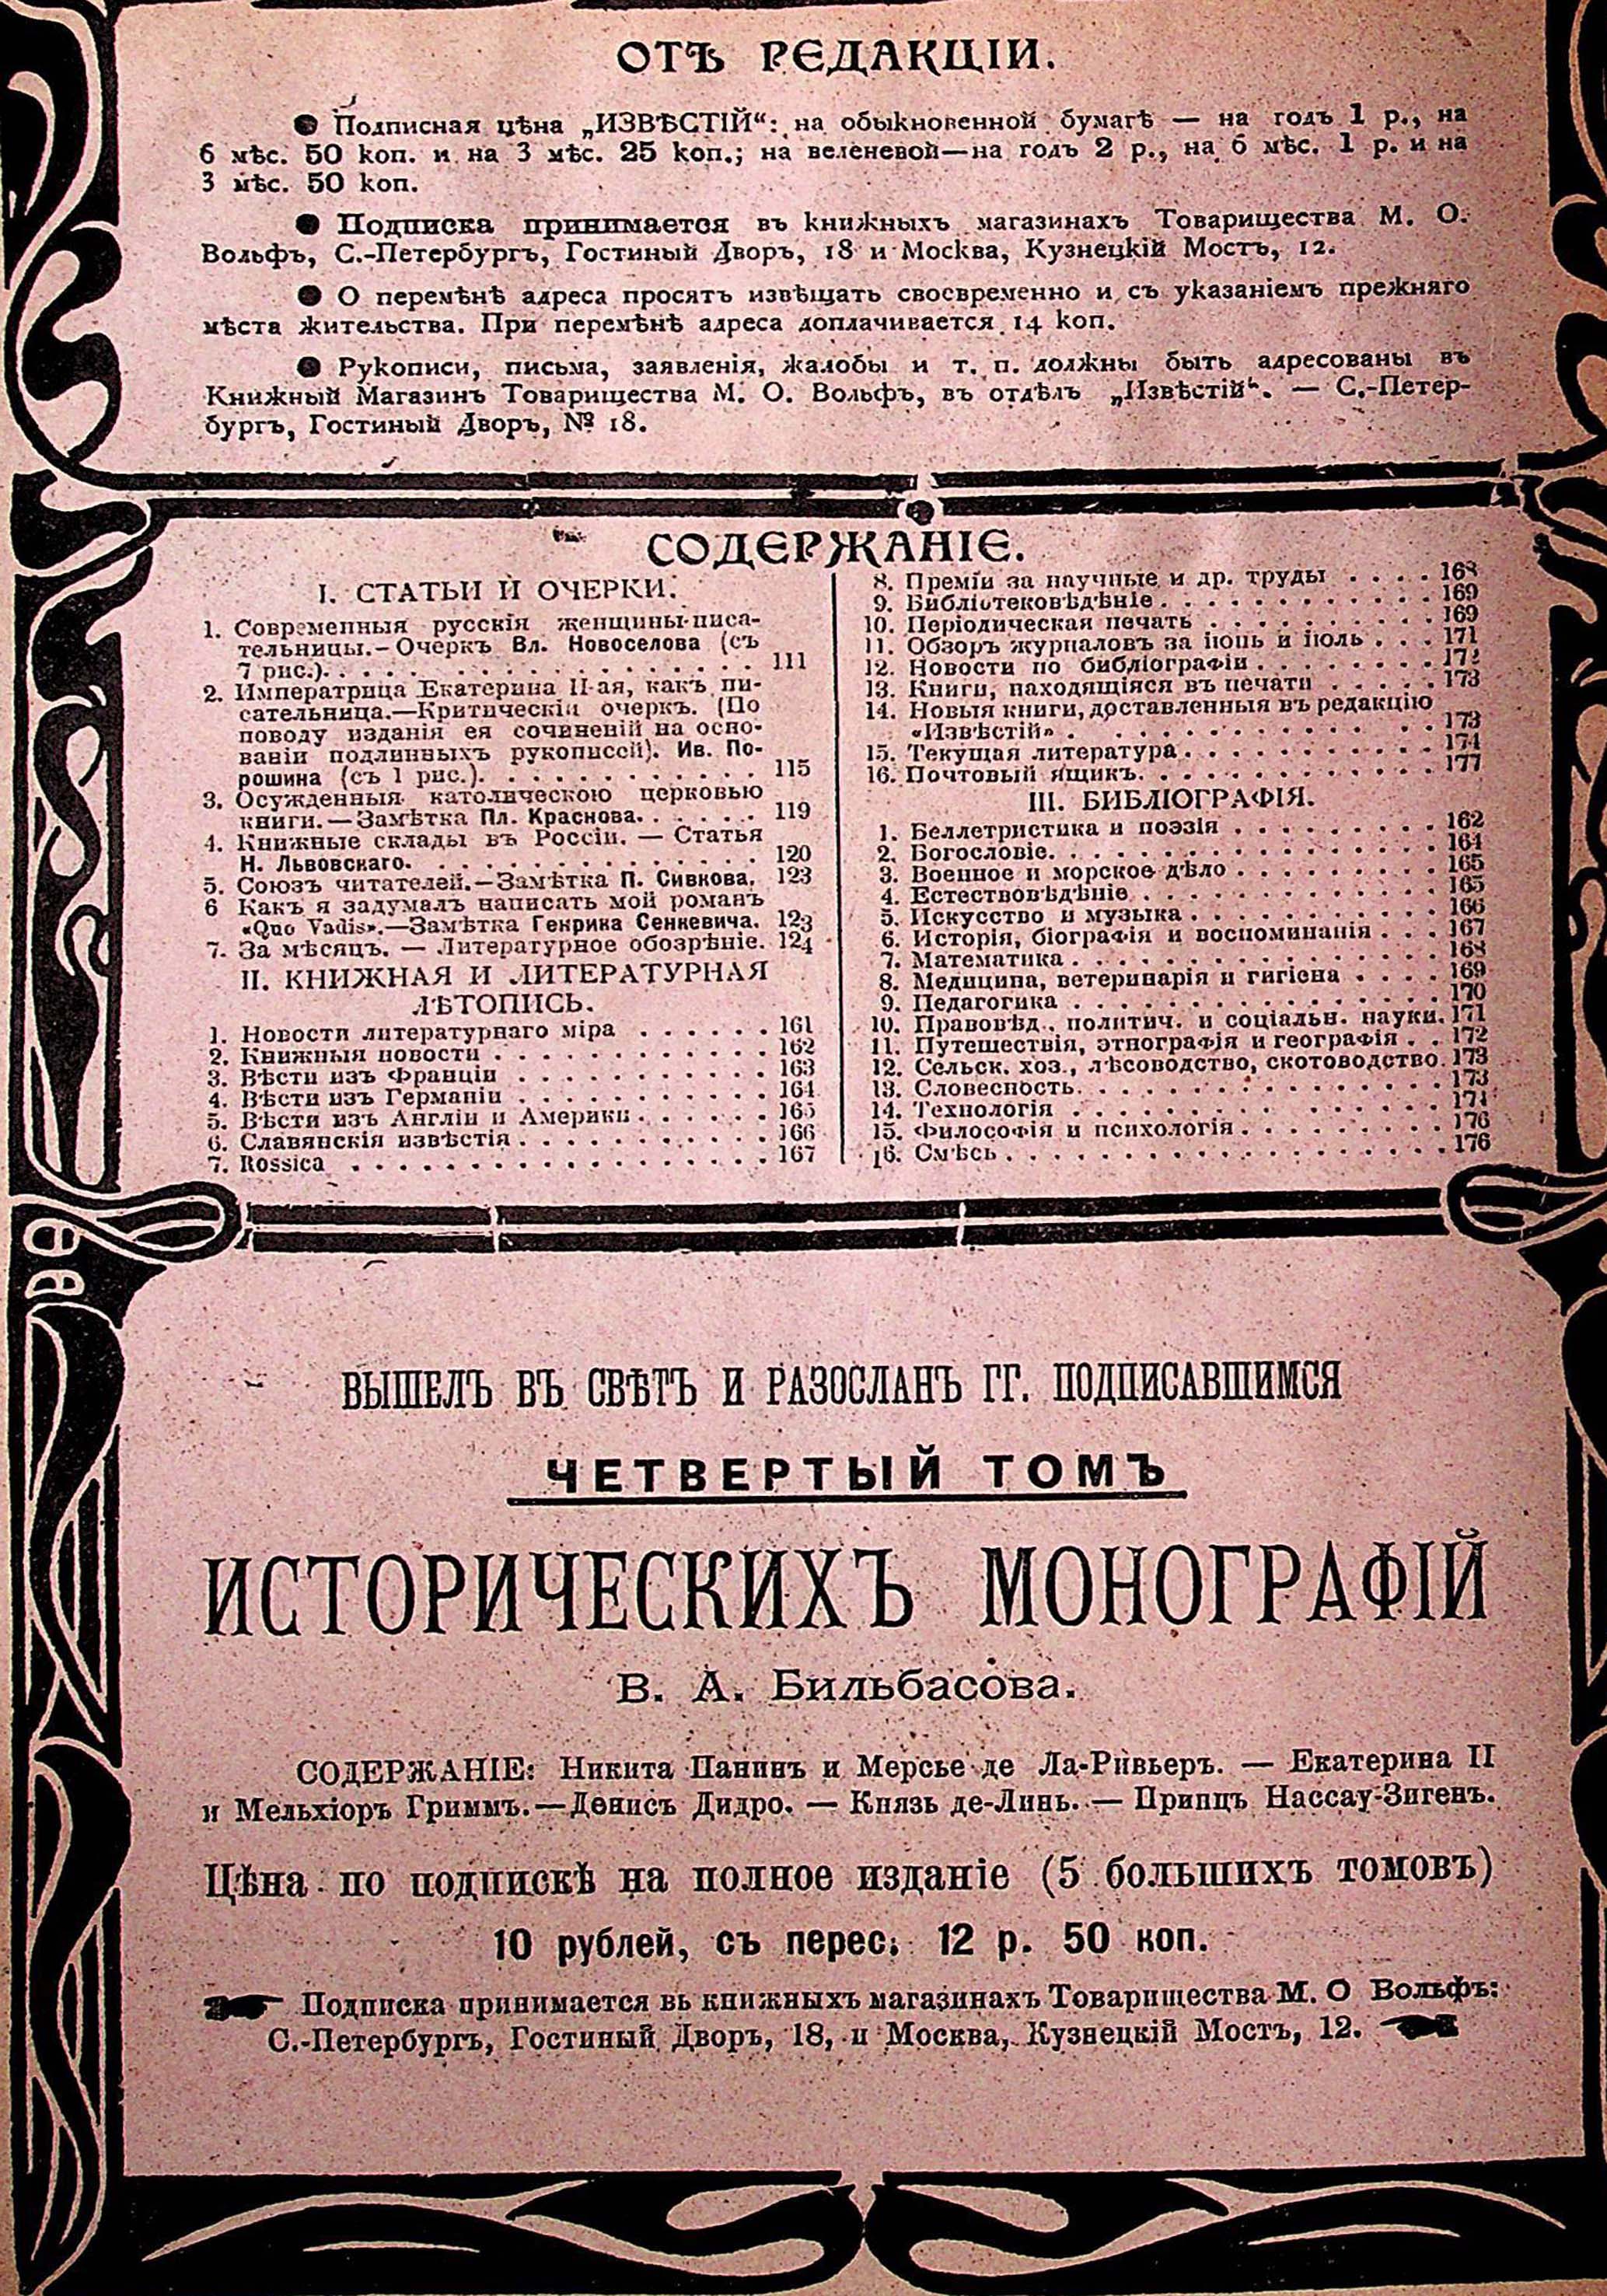 ОТЪ РЕДАКЦІИ.
● Подписная цѣна „ИЗВѢСТІЙ“: на обыкновенной бумагѣ — на годъ 1 р., на
6 мѣс. 50 коп. и на 3 мѣс. 25 коп.; на веленевой—на годъ 2 р., на 6 мѣс. 1 р. и на
3 мѣс. 50 коп.
● Подписка принимается въ книжныхъ магазинахъ Товарищества М. О.
Вольфъ, С.-Петербургъ, Гостиный Дворъ, 18 и Москва, Кузнецкій Мостъ, 12.
● О перемѣнѣ адреса просятъ извѣщать своевременно и съ указаніемъ прежняго
мѣста жительства. При перемѣнѣ адреса доплачивается 14 коп.
● Рукописи, письма, заявленія, жалобы и т. п. должны быть адресованы въ
Книжный Магазинъ Товарищества М. О. Вольфъ, въ отдѣлъ „Извѣстій“. — С.-Петер-
бургъ, Гостиный Дворъ, № 18.
СОДЕРЖАНІЕ.
I. СТАТЬИ И ОЧЕРКИ.
1. Современныя русскія женщины-писа-
тельницы.—Очеркъ Вл. Новоселова (съ
7 рис.). . . . . . . . . . . . . . . . . 111
2. Императрица Екатерина II-ая, какъ пи-
сательница.—Критическій очеркъ. (По
поводу изданія ея сочиненій на осно-
ваніи подлинныхъ рукописей). Ив. По-
рошина (съ 1 рис.). . . . . . . . . . . 115
3. Осужденныя католическою церковью
книги. — Замѣтка Пл. Краснова. . . . . . 119
4. Книжные склады въ Россіи. — Статья
Н. Львовскаго. . . . . . . . . . . . . . 120
5. Союзъ читателей.—Замѣтка П. Сивкова. 123
6 Какъ я задумалъ написать мой романъ
«Quo Vadis».—Замѣтка Генрика Сенкевича. 123
7. За мѣсяцъ. — Литературное обозрѣніе. 124
II. КНИЖНАЯ И ЛИТЕРАТУРНАЯ
ЛѢТОПИСЬ.
1. Новости литературнаго міра . . . . . . 161
2. Книжныя новости . . . . . . . . . . . 162
3. Вѣсти изъ Франціи . . . . . . . . . . 163
4. Вѣсти изъ Германіи . . . . . . . . . . 164
5. Вѣсти изъ Англіи и Америки . . . . . . 165
6. Славянскія извѣстія . . . . . . . . . . 166
7. Rossica . . . . . . . . . . . . . . . . 167
8. Преміи за научные и др. труды . . . . 168
9. Библіотековѣдѣніе . . . . . . . . . . . 169
10. Періодическая печать . . . . . . . . . 169
11. Обзоръ журналовъ за іюнь и іюль . . . 171
12. Новости по библіографіи . . . . . . . . 172
13. Книги, находящіяся въ печати . . . . . 173
14. Новыя книги, доставленныя въ редакцію
«Извѣстій» . . . . . . . . . . . . . . 173
15. Текущая литература . . . . . . . . . . 174
16. Почтовый ящикъ. . . . . . . . . . . . 177
III. БИБЛІОГРАФІЯ.
1. Беллетристика и поэзія . . . . . . . . 162
2. Богословіе. . . . . . . . . . . . . . . 164
3. Военное и морское дѣло . . . . . . . . 165
4. Естествовѣдѣніе . . . . . . . . . . . . 165
5. Искусство и музыка . . . . . . . . . . 166
6. Исторія, біографія и воспоминанія . . . 167
7. Математика . . . . . . . . . . . . . . 168
8. Медицина, ветеринарія и гигіена . . . . 169
9. Педагогика . . . . . . . . . . . . . . 170
10. Правовѣд., политич. и соціальн. науки. 171
11. Путешествія, этнографія и географія . . 172
12. Сельск. хоз., лѣсоводство, скотоводство. 173
13. Словесность. . . . . . . . . . . . . . 173
14. Технологія . . . . . . . . . . . . . . 174
15. Философія и психологія . . . . . . . . 176
16. Смѣсь . . . . . . . . . . . . . . . . 176
ВЫШЕЛЪ ВЪ СВѢТЪ И РАЗОСЛАНЪ ГГ. ПОДПИСАВШИМСЯ
ЧЕТВЕРТЫЙ ТОМЪ
ИСТОРИЧЕСКИХЪ МОНОГРАФІЙ
В. А. Бильбасова.
СОДЕРЖАНІЕ: Никита Панинъ и Мерсье де Ла-Ривьеръ. — Екатерина II
и Мельхіоръ Гриммъ.—Денисъ Дидро. — Князь де-Линь. — Принцъ Нассау-Зигенъ.
Цѣна по подпискѣ на полное изданіе (5 большихъ томовъ)
10 рублей, съ перес. 12 р. 50 коп.
Подписка принимается въ книжныхъ магазинахъ Товарищества М. О Вольфъ:
С.-Петербургъ, Гостиный Дворъ, 18, и Москва, Кузнецкій Мостъ, 12.